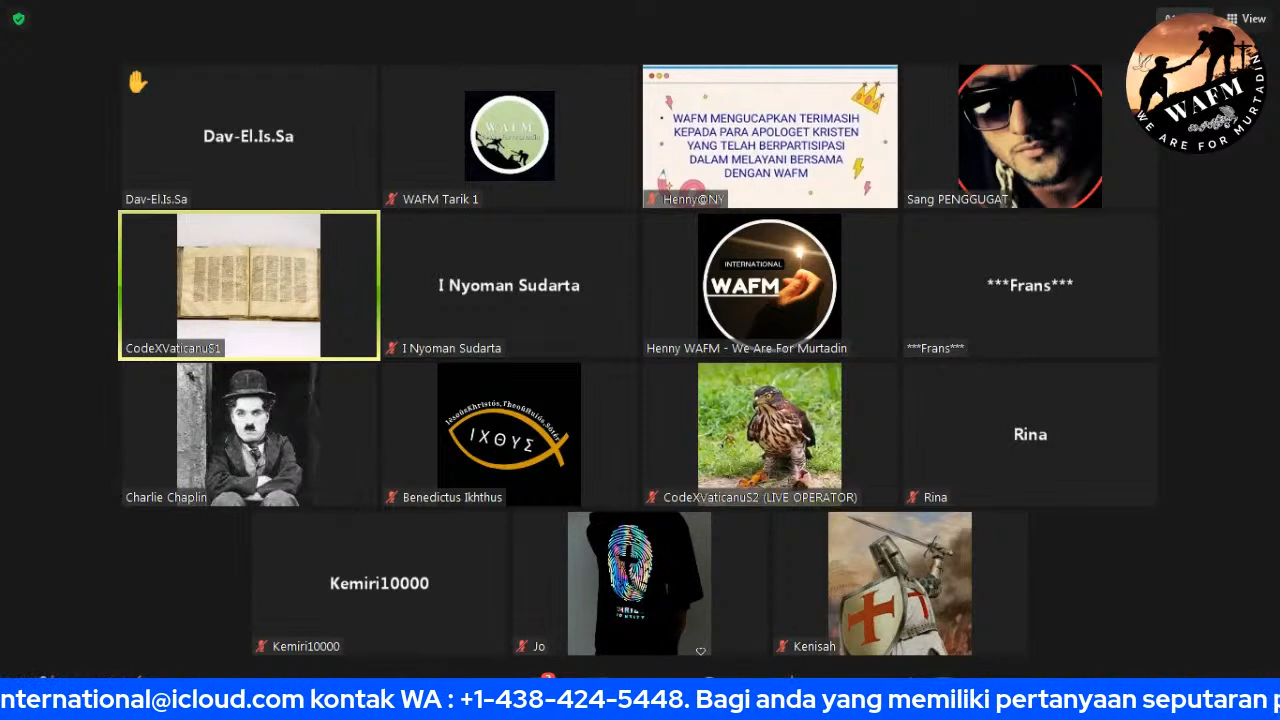 View
Dav-El.Is.Sa
Dav-El.Is.Sa
WAFM
WAFM Tarik 1
• WAFM MENGUCAPKAN TERIMASIH
KEPADA PARA APOLOGET KRISTEN
YANG TELAH BERPARTISIPASI
DALAM MELAYANI BERSAMA
DENGAN WAFM
Henny@NY
Sang PENGGUGAT
WAFM
WE ARE FOR MURTADIN
CodeXVaticanuS1
I Nyoman Sudarta
I Nyoman Sudarta
INTERNATIONAL
WAFM
Henny WAFM - We Are For Murtadin
***Frans***
***Frans***
Charlie Chaplin
ΙΧΘΥΣ
Benedictus Ikhthus
CodeXVaticanuS2 (LIVE OPERATOR)
Rina
Rina
Kemiri10000
Kemiri10000
Jo
Kenisah
nternational@icloud.com kontak WA : +1-438-424-5448. Bagi anda yang memiliki pertanyaan seputaran p